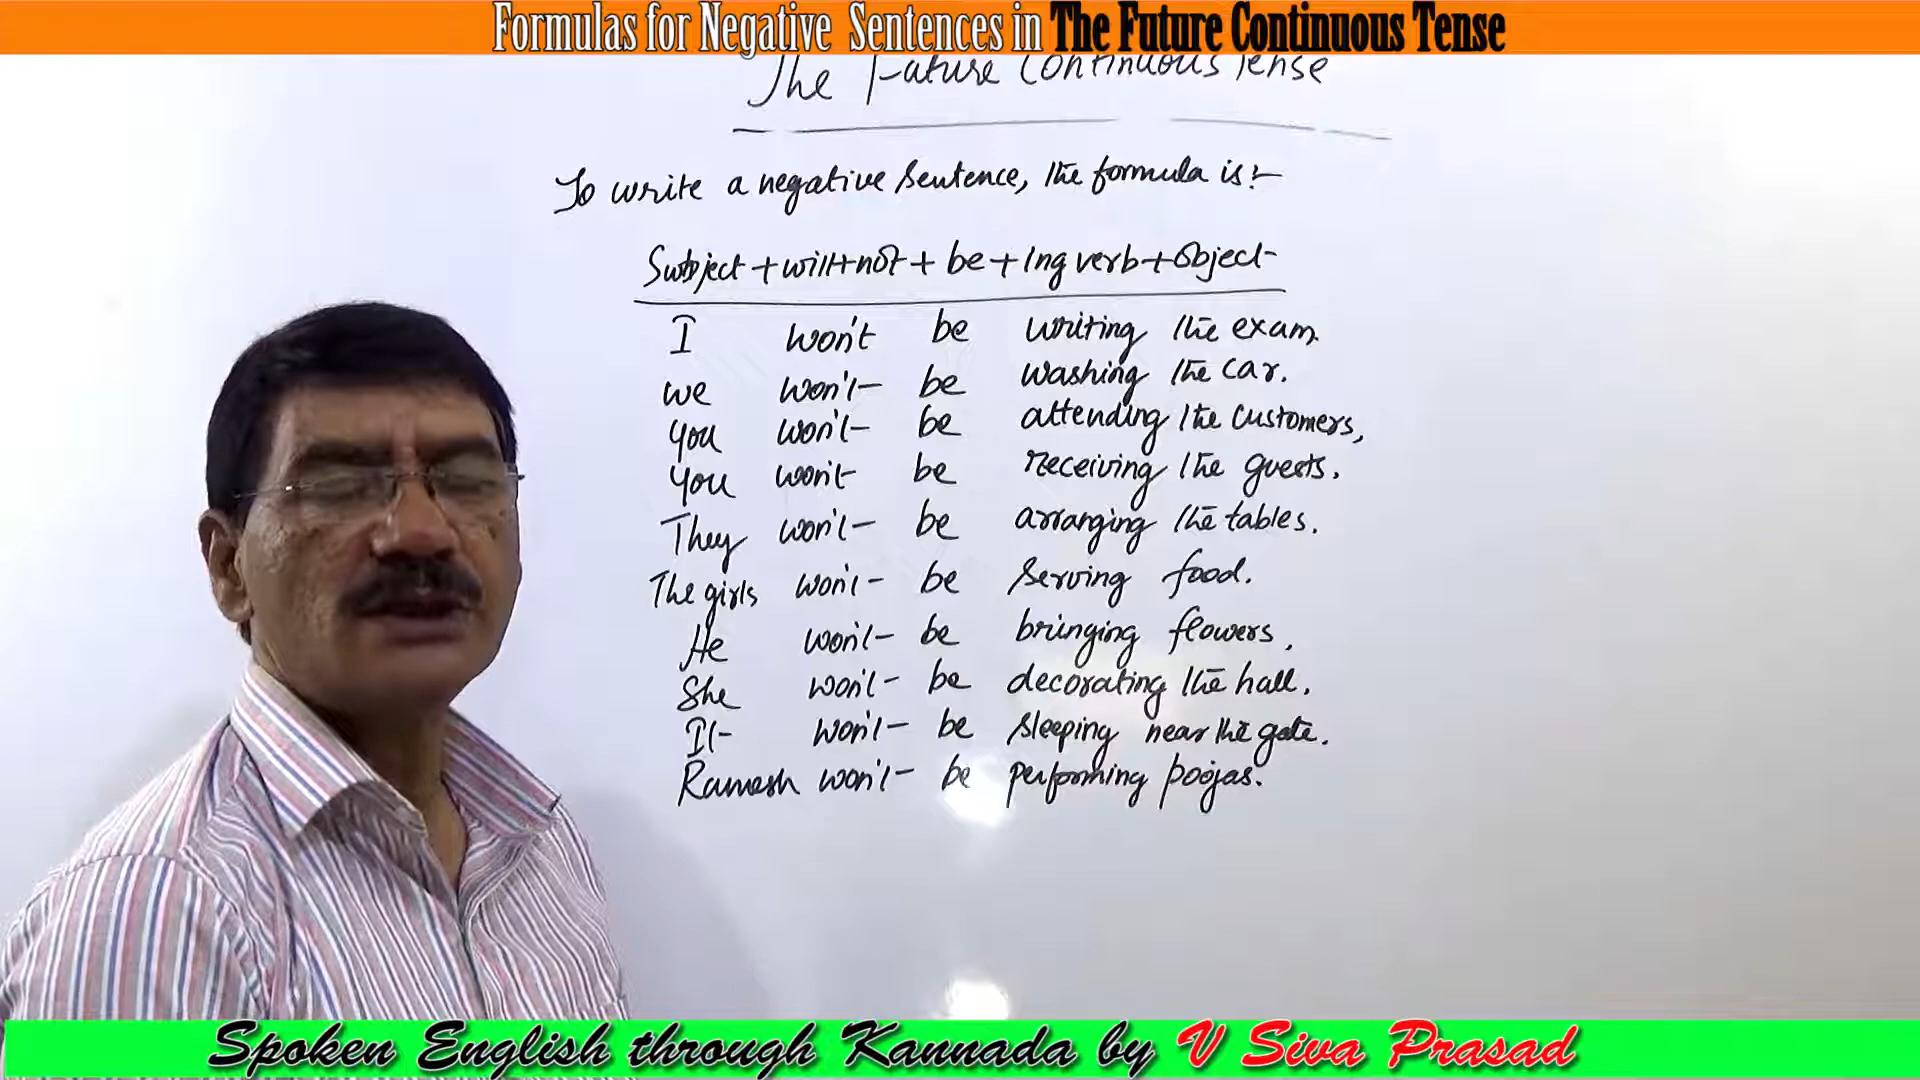 Formulas for Negative Sentences in The Future Continuous Tense
The Future Continuous Tense
To write a negative sentence, the formula is:-
Subject + will + not + be + Ing verb + Object
I won't be writing the exam.
We won't be washing the car.
You won't be attending the customers,
You won't be receiving the guests.
They won't be arranging the tables.
The girls won't be serving food.
He won't be bringing flowers.
She won't be decorating the hall.
It won't be sleeping near the gate.
Ramesh won't be performing poojas.
Spoken English through Kannada by V Siva Prasad